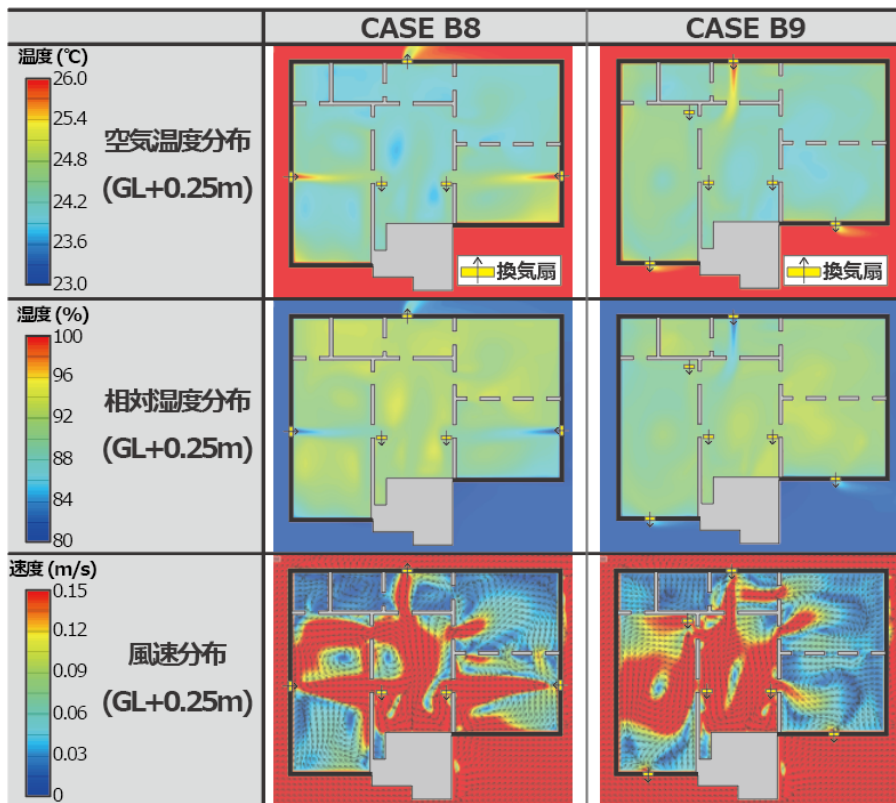 CASE B8
CASE B9
温度 (℃)
26.0
25.4
24.8
24.2
23.6
23.0
空気温度分布
(GL+0.25m)
換気扇
換気扇
湿度 (%)
100
96
92
88
84
80
相対湿度分布
(GL+0.25m)
速度 (m/s)
0.15
0.12
0.09
0.06
0.03
0
風速分布
(GL+0.25m)